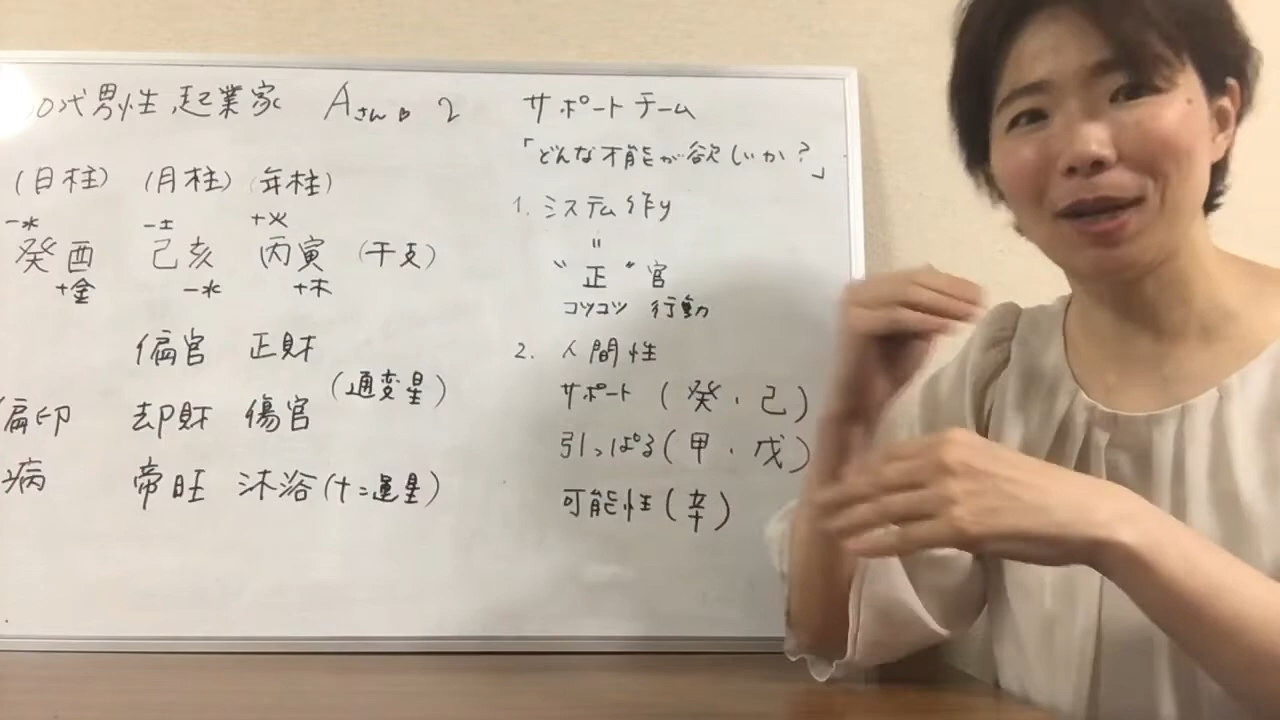 0代男性起業家 Aさん 2
(日柱) (月柱) (年柱)
-水 -土 +火
癸酉 己亥 丙寅 (干支)
+金 -水 +木
偏官 正財
(通変星)
偏印 却財 傷官
病 帝旺 沐浴 (十二運星)
サポートチーム
「どんな才能が欲しいか?」
1. システム作り
"
"正"官
コツコツ 行動
2. 人間性
サポート (癸・己)
引っぱる (甲・戊)
可能性 (辛)